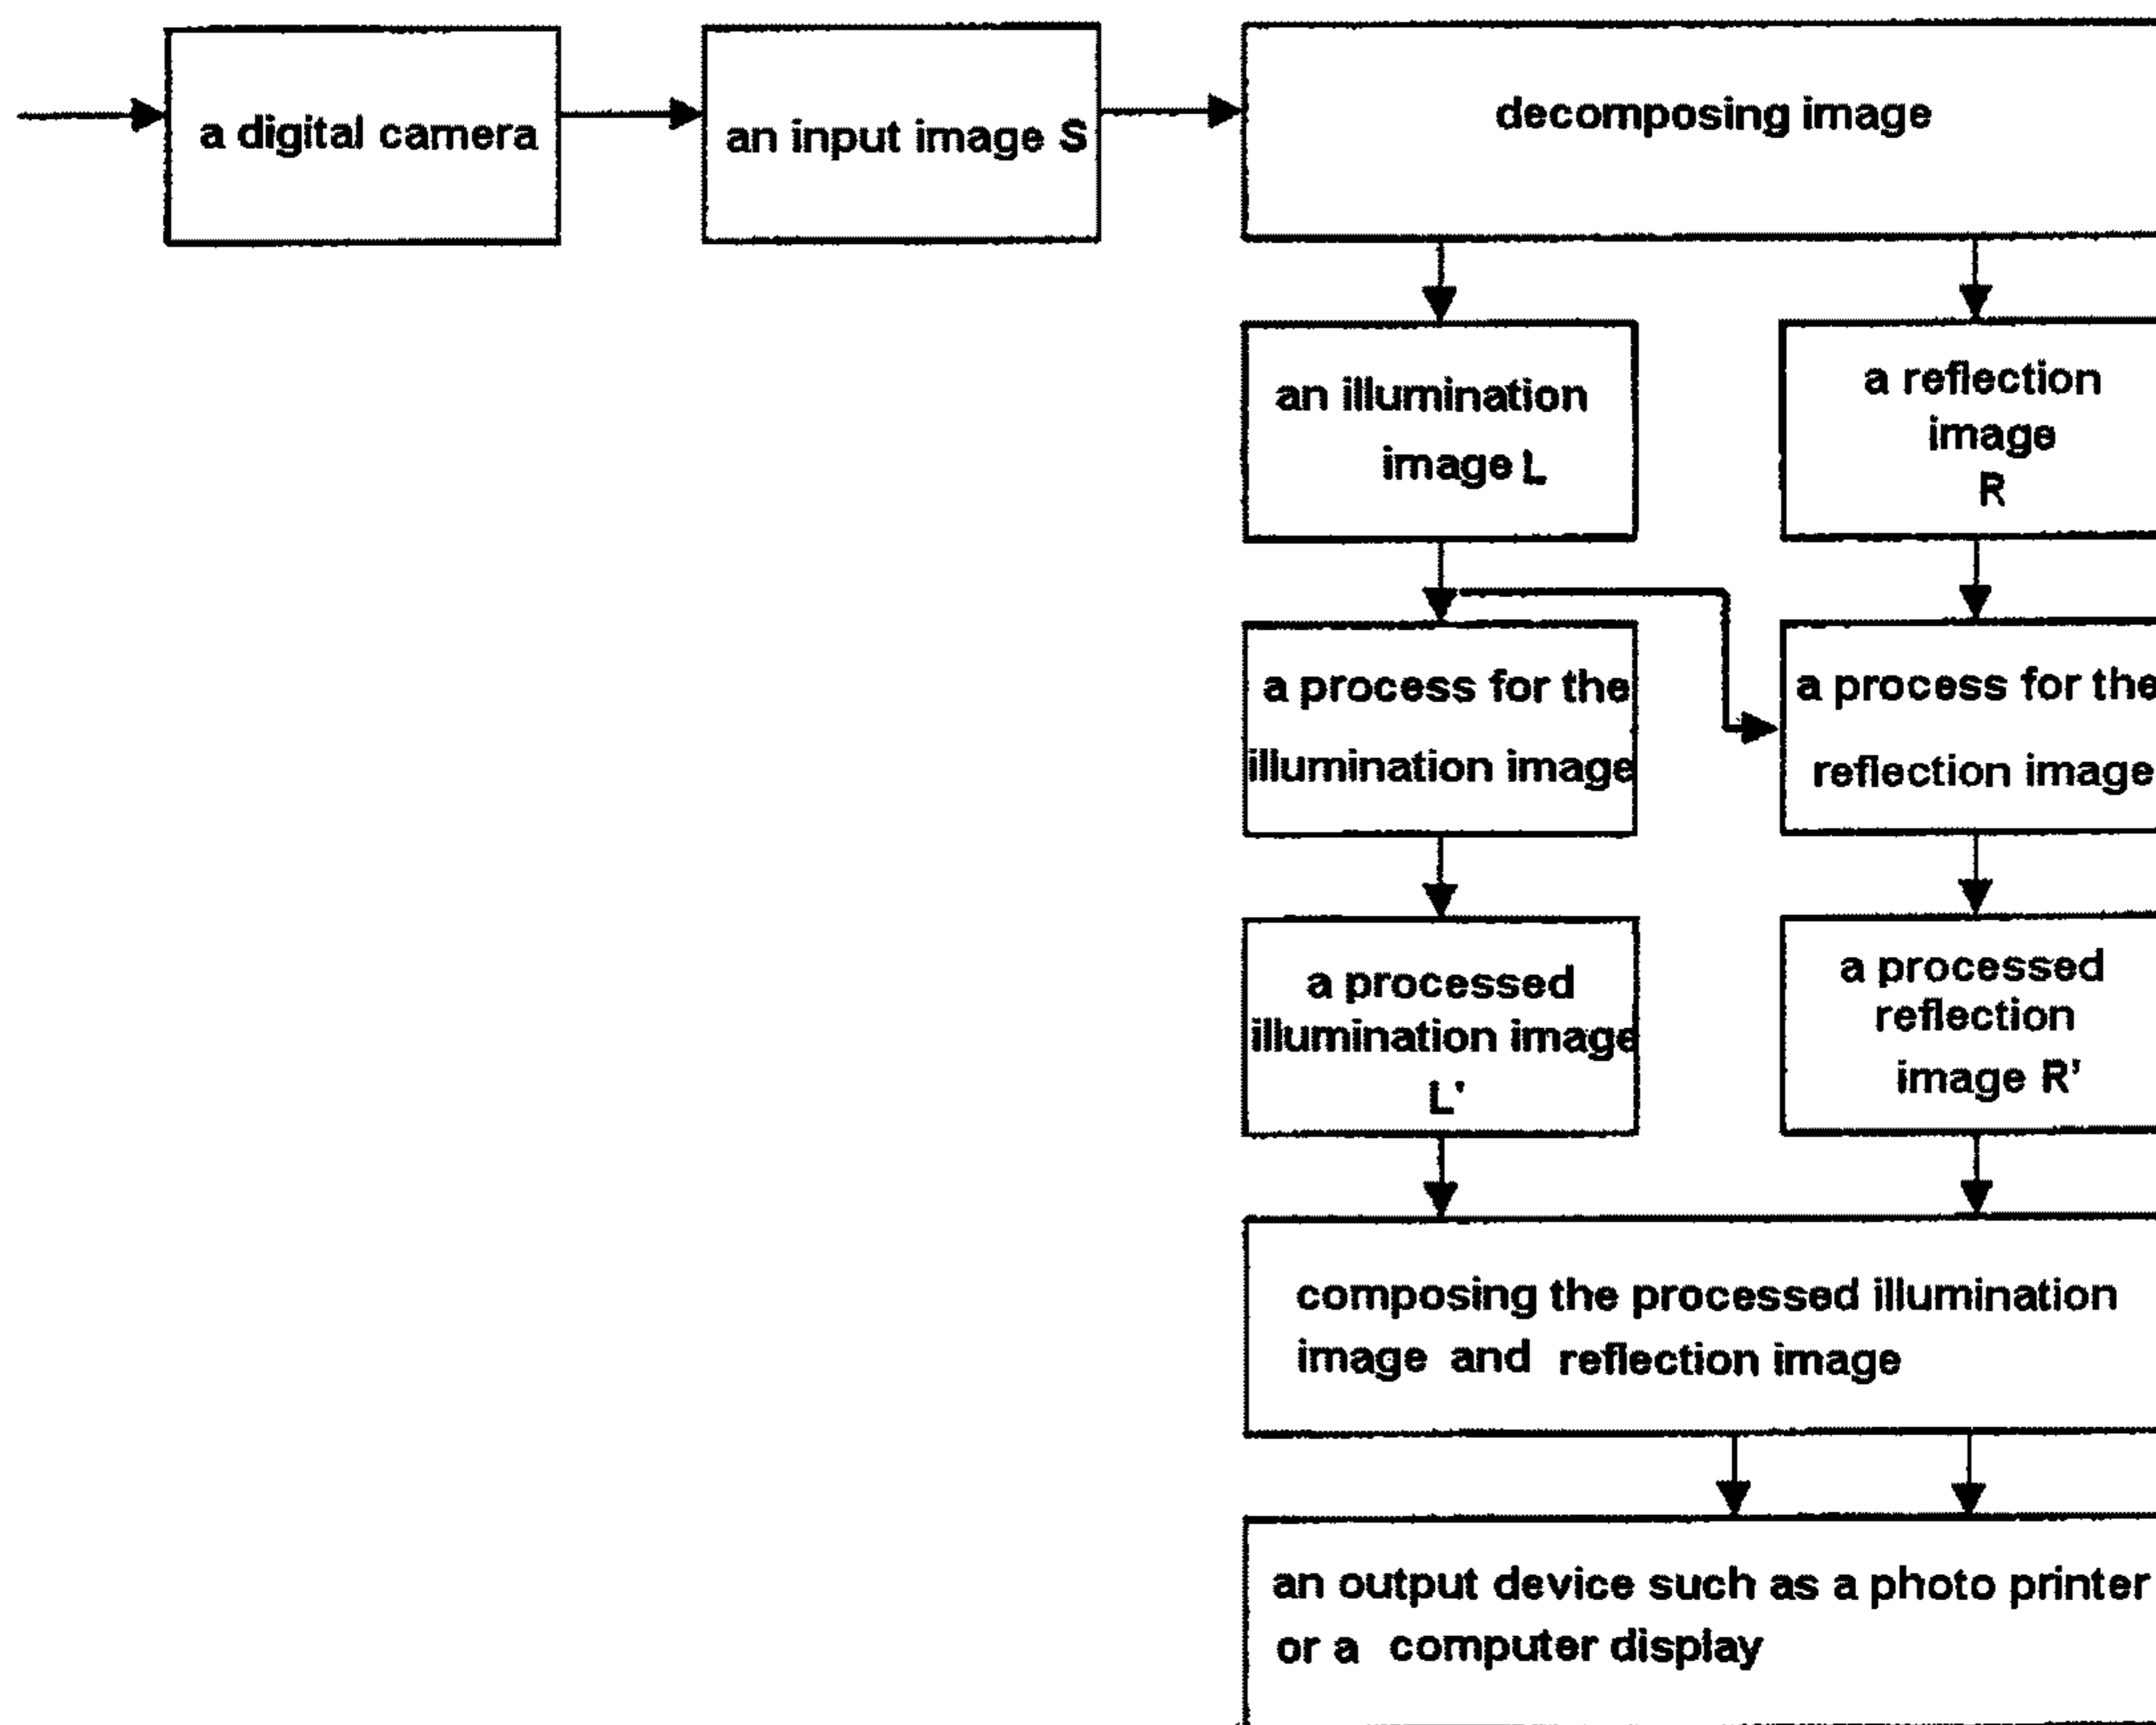 a digital camera
an input image S
decomposing image
an illumination
image L
a reflection
image
R
a process for the
illumination image
a process for the
reflection image
a processed
illumination image
L'
a processed
reflection
image R'
composing the processed illumination
image and reflection image
an output device such as a photo printer
or a computer display